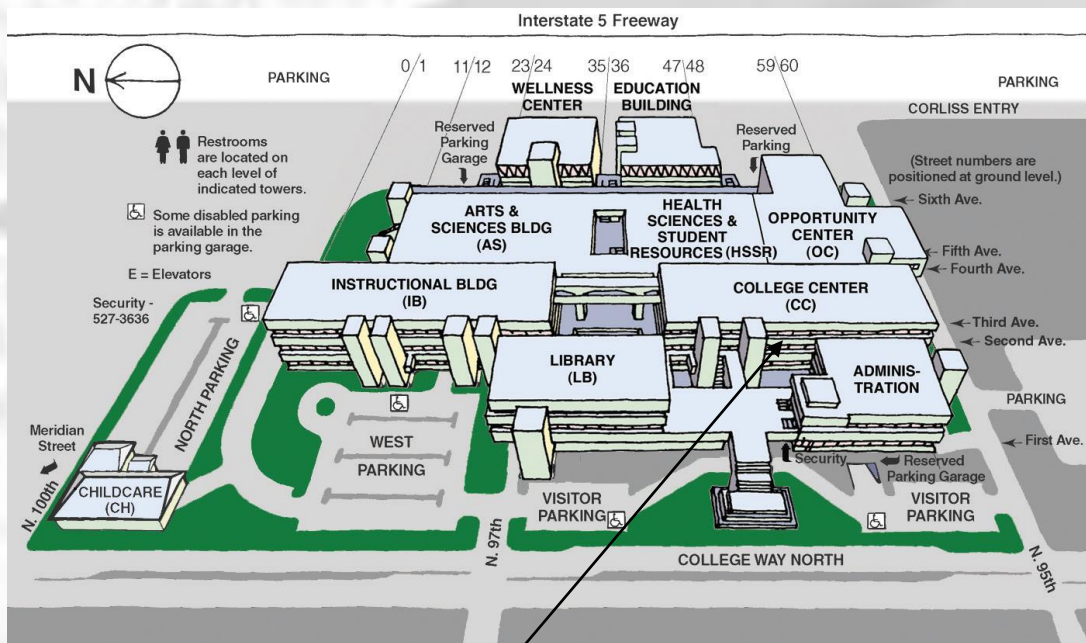 Interstate 5 Freeway
N
PARKING
0/1
11/12
23/24
35/36
47/48
59/60
PARKING
WELLNESS
CENTER
EDUCATION
BUILDING
CORLISS ENTRY
Reserved
Parking
Garage
Reserved
Parking
Restrooms
are located on
each level of
indicated towers.
(Street numbers are
positioned at ground level.)
Sixth Ave.
Some disabled parking
is available in the
parking garage.
ARTS &
SCIENCES BLDG
(AS)
HEALTH
SCIENCES &
STUDENT
RESOURCES (HSSR)
OPPORTUNITY
CENTER
(OC)
Fifth Ave.
Fourth Ave.
E = Elevators
Security -
527-3636
INSTRUCTIONAL BLDG
(IB)
COLLEGE CENTER
(CC)
Third Ave.
Second Ave.
LIBRARY
(LB)
ADMINIS-
TRATION
NORTH PARKING
PARKING
Meridian
Street
WEST
PARKING
First Ave.
Security
Reserved
Parking Garage
N. 100th
CHILDCARE
(CH)
VISITOR
PARKING
VISITOR
PARKING
N. 97th
COLLEGE WAY NORTH
N. 95th